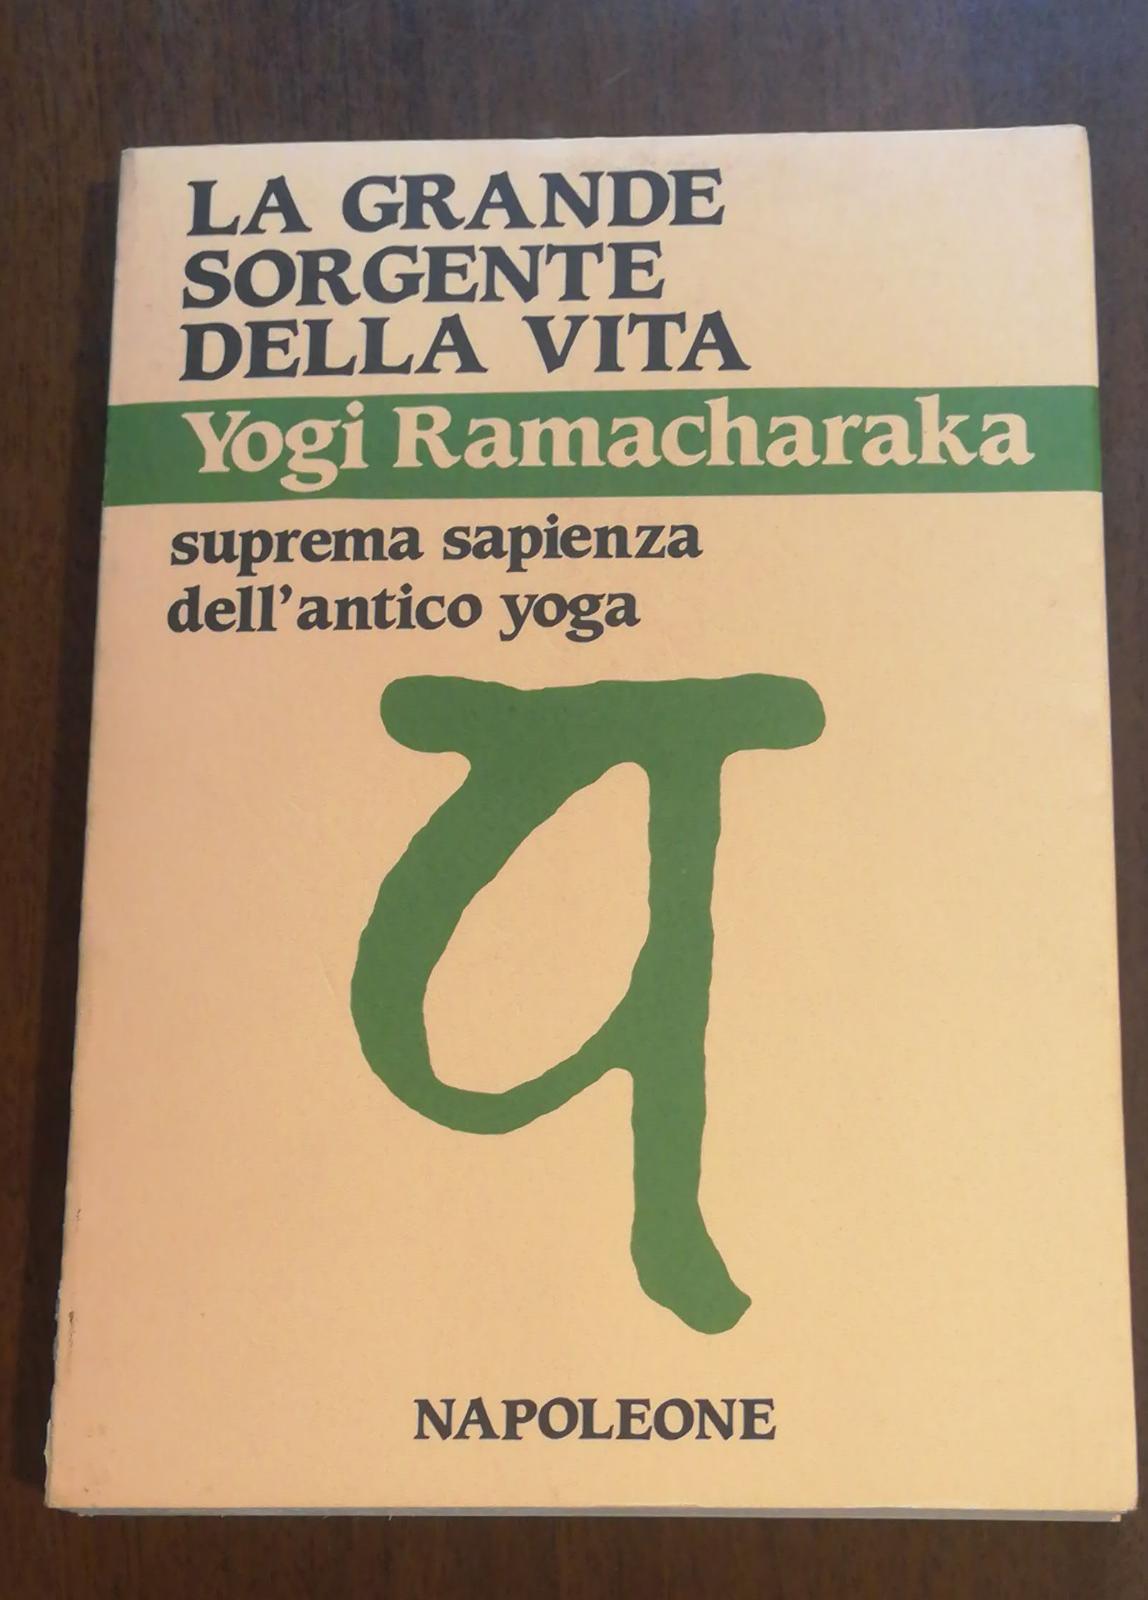 LA GRANDE
SORGENTE
DELLA VITA
Yogi Ramacharaka
suprema sapienza
dell'antico yoga
व
NAPOLEONE